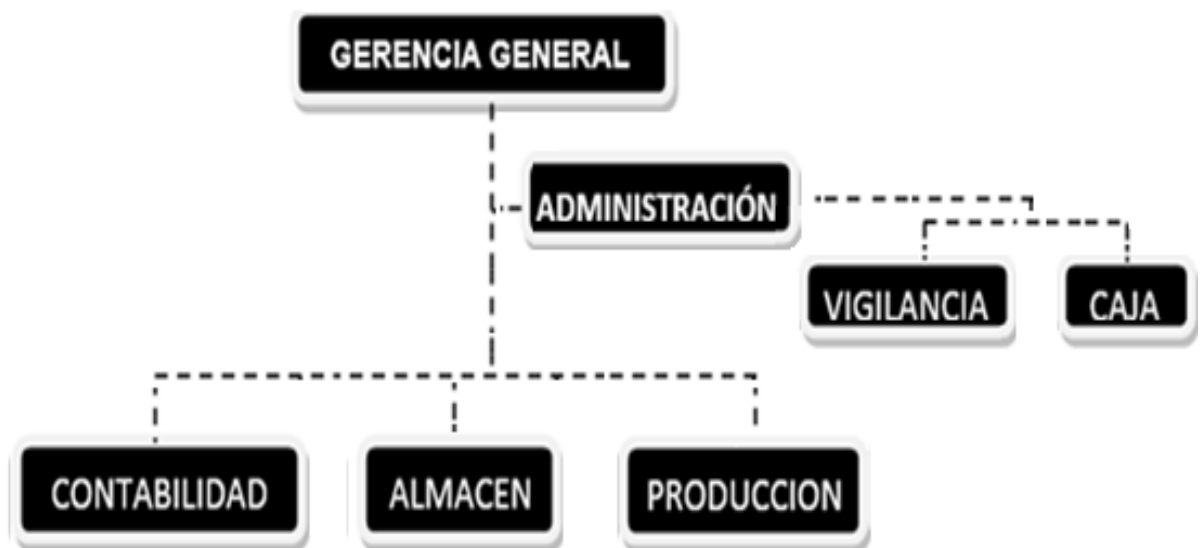 GERENCIA GENERAL
ADMINISTRACIÓN
VIGILANCIA
CAJA
CONTABILIDAD
ALMACEN
PRODUCCION